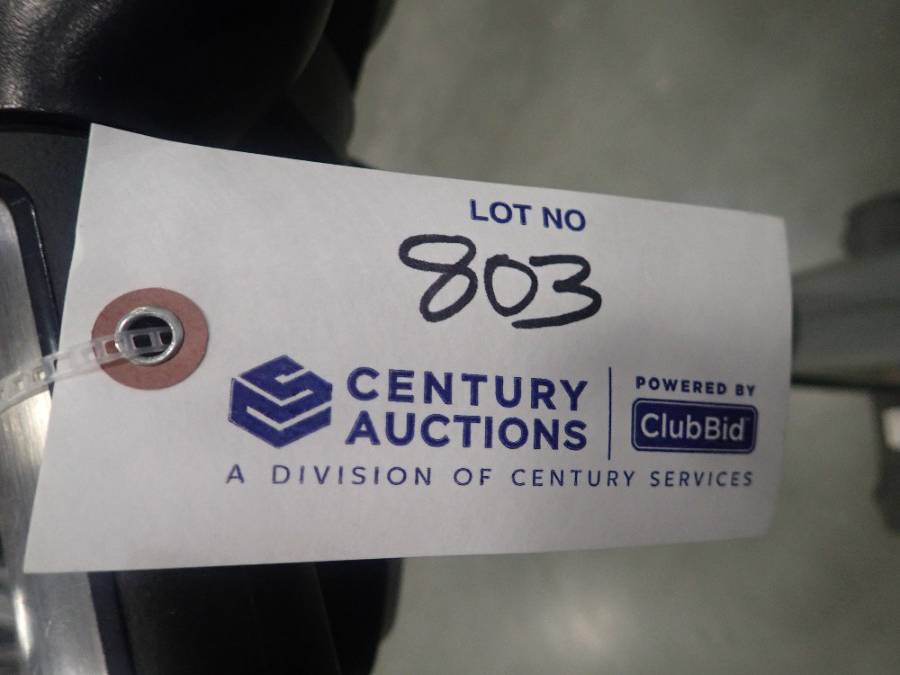 LOT NO
803
CENTURY AUCTIONS
POWERED BY
ClubBid
A DIVISION OF CENTURY SERVICES